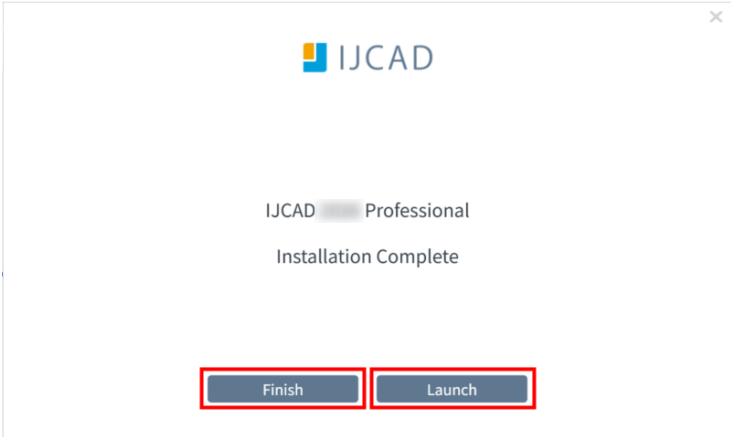 IJCAD
IJCAD Professional
Installation Complete
Finish
Launch